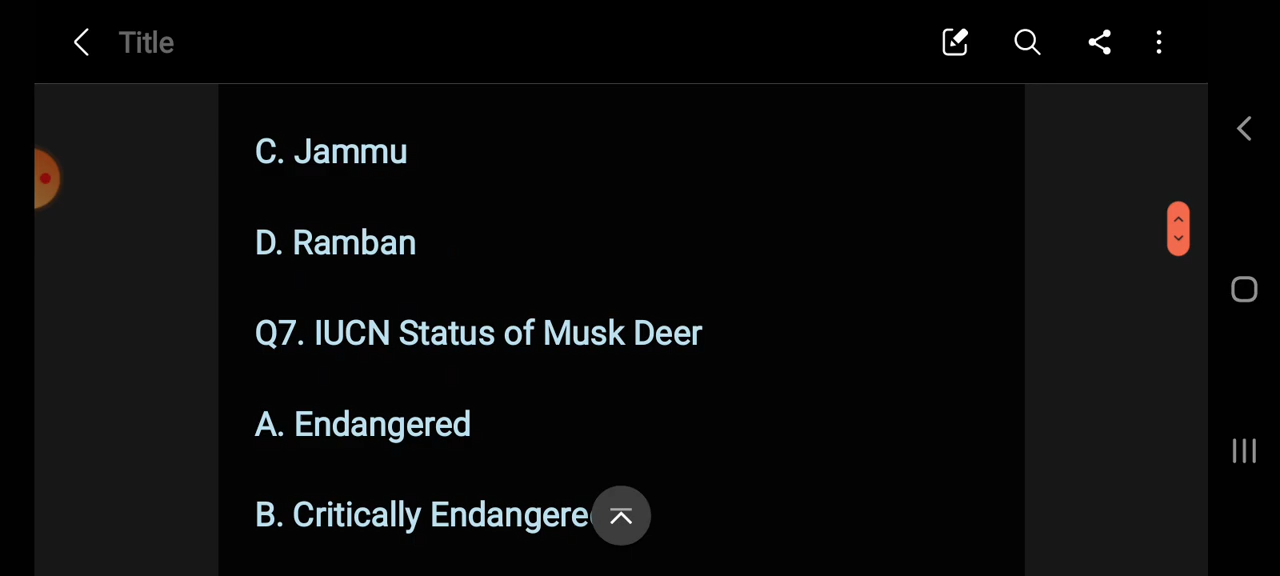 Title
C. Jammu
D. Ramban
Q7. IUCN Status of Musk Deer
A. Endangered
B. Critically Endangere